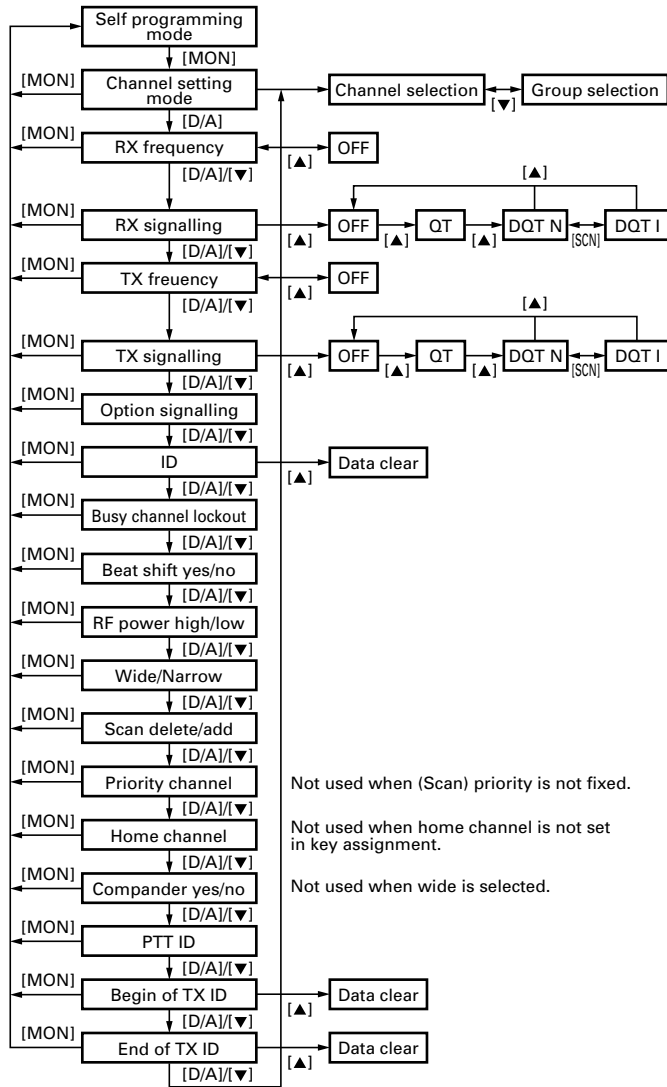 Self programming
mode
[MON]
[MON] Channel setting
mode Channel selection [▼] Group selection
[D/A]
[MON] RX frequency [▲] OFF
[D/A]/[▼]
[▲]
[MON] RX signalling [▲] OFF [▲] QT [▲] DQT N [SCN] DQT I
[D/A]/[▼]
[MON] TX freuency [▲] OFF
[D/A]/[▼]
[▲]
[MON] TX signalling [▲] OFF [▲] QT [▲] DQT N [SCN] DQT I
[D/A]/[▼]
[MON] Option signalling
[D/A]/[▼]
[MON] ID [▲] Data clear
[D/A]/[▼]
[MON] Busy channel lockout
[D/A]/[▼]
[MON] Beat shift yes/no
[D/A]/[▼]
[MON] RF power high/low
[D/A]/[▼]
[MON] Wide/Narrow
[D/A]/[▼]
[MON] Scan delete/add
[D/A]/[▼]
[MON] Priority channel Not used when (Scan) priority is not fixed.
[D/A]/[▼]
[MON] Home channel Not used when home channel is not set
in key assignment.
[D/A]/[▼]
[MON] Compander yes/no Not used when wide is selected.
[D/A]/[▼]
[MON] PTT ID
[D/A]/[▼]
[MON] Begin of TX ID [▲] Data clear
[D/A]/[▼]
[MON] End of TX ID [▲] Data clear
[D/A]/[▼]